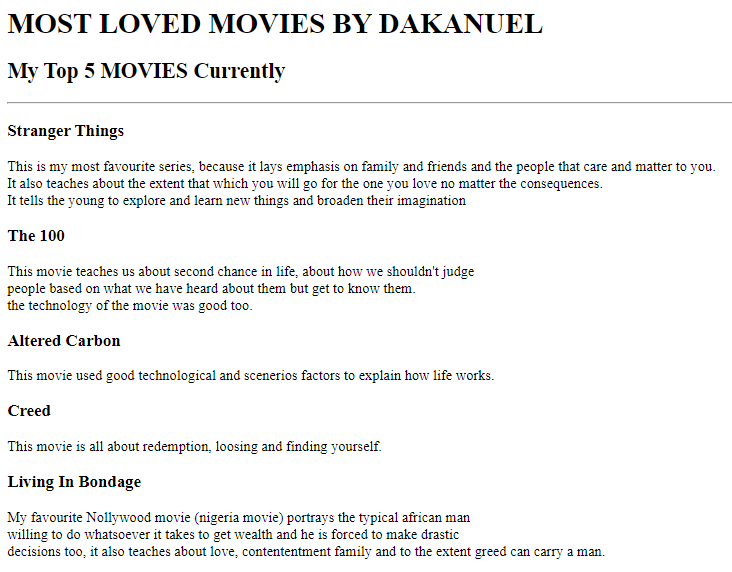 MOST LOVED MOVIES BY DAKANUEL
My Top 5 MOVIES Currently
Stranger Things
This is my most favourite series, because it lays emphasis on family and friends and the people that care and matter to you.
It also teaches about the extent that which you will go for the one you love no matter the consequences.
It tells the young to explore and learn new things and broaden their imagination
The 100
This movie teaches us about second chance in life, about how we shouldn't judge
people based on what we have heard about them but get to know them.
the technology of the movie was good too.
Altered Carbon
This movie used good technological and scenerios factors to explain how life works.
Creed
This movie is all about redemption, loosing and finding yourself.
Living In Bondage
My favourite Nollywood movie (nigeria movie) portrays the typical african man
willing to do whatsoever it takes to get wealth and he is forced to make drastic
decisions too, it also teaches about love, contententment family and to the extent greed can carry a man.